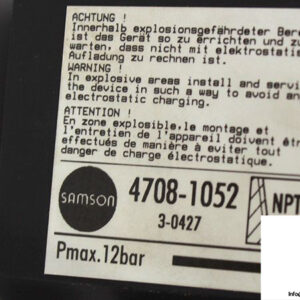 ACHTUNG !
Innerhalb explosionsgefährdeter Bere
ist das Gerät so zu errichten und zu
warten, dass nicht mit elektrostati
Aufladung zu rechnen ist.
WARNING !
In explosive areas install and servi
the device in such a way to avoid an
electrostatic charging.
ATTENTION !
En zone explosible, le montage et
l'entretien de l'appareil doivent êtr
effectués de manière à eviter tout
danger de charge électrostatique.
SAMSON 4708-1052 NPT
3-0427
Pmax.12bar